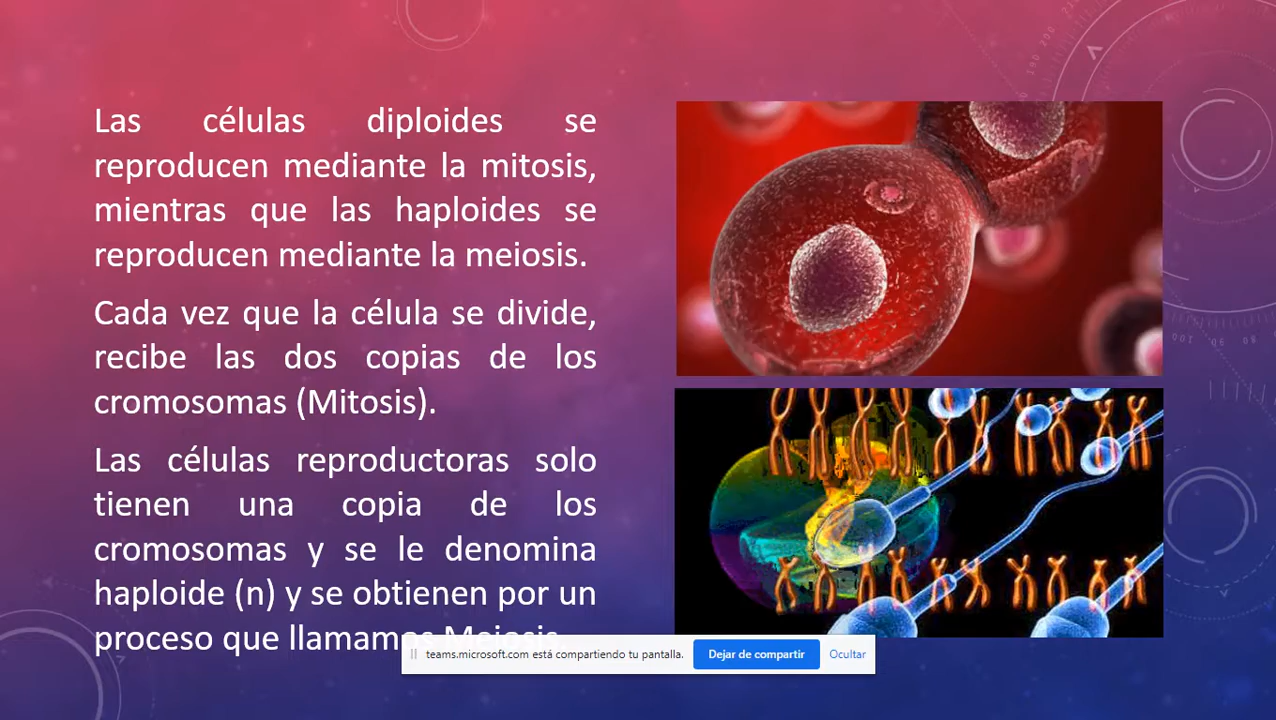 Las células diploides se
reproducen mediante la mitosis,
mientras que las haploides se
reproducen mediante la meiosis.
Cada vez que la célula se divide,
recibe las dos copias de los
cromosomas (Mitosis).
Las células reproductoras solo
tienen una copia de los
cromosomas y se le denomina
haploide (n) y se obtienen por un
proceso que llamamos Meiosis.
teams.microsoft.com está compartiendo tu pantalla.
Dejar de compartir
Ocultar